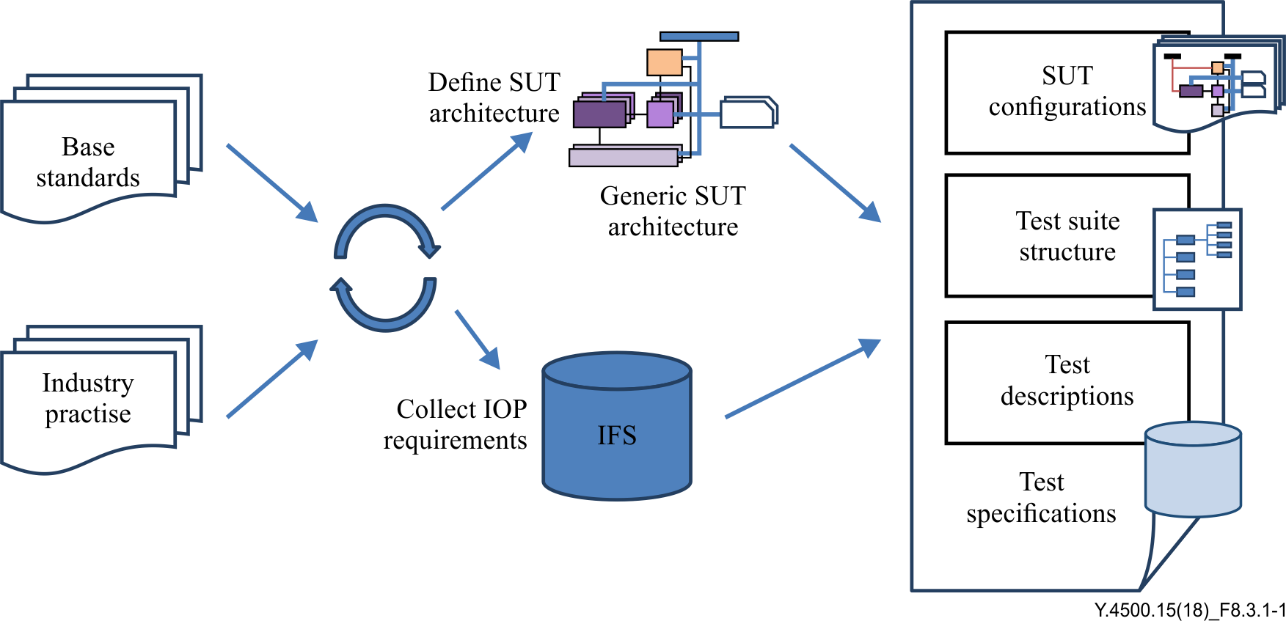 Base
standards
Industry
practise
Define SUT
architecture
Generic SUT
architecture
Collect IOP
requirements
IFS
SUT
configurations
Test suite
structure
Test
descriptions
Test
specifications
Y.4500.15(18)_F8.3.1-1